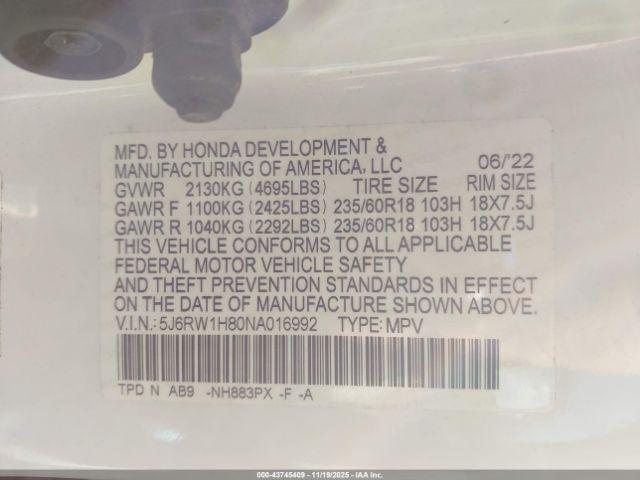 MFD. BY HONDA DEVELOPMENT &
MANUFACTURING OF AMERICA, LLC 06/'22
GVWR 2130KG (4695LBS) TIRE SIZE RIM SIZE
GAWR F 1100KG (2425LBS) 235/60R18 103H 18X7.5J
GAWR R 1040KG (2292LBS) 235/60R18 103H 18X7.5J
THIS VEHICLE CONFORMS TO ALL APPLICABLE
FEDERAL MOTOR VEHICLE SAFETY
AND THEFT PREVENTION STANDARDS IN EFFECT
ON THE DATE OF MANUFACTURE SHOWN ABOVE.
V.I.N.: 5J6RW1H80NA016992 TYPE: MPV
TPD N AB9 -NH883PX -F -A
000-43745409 - 11/19/2025 - IAA Inc.